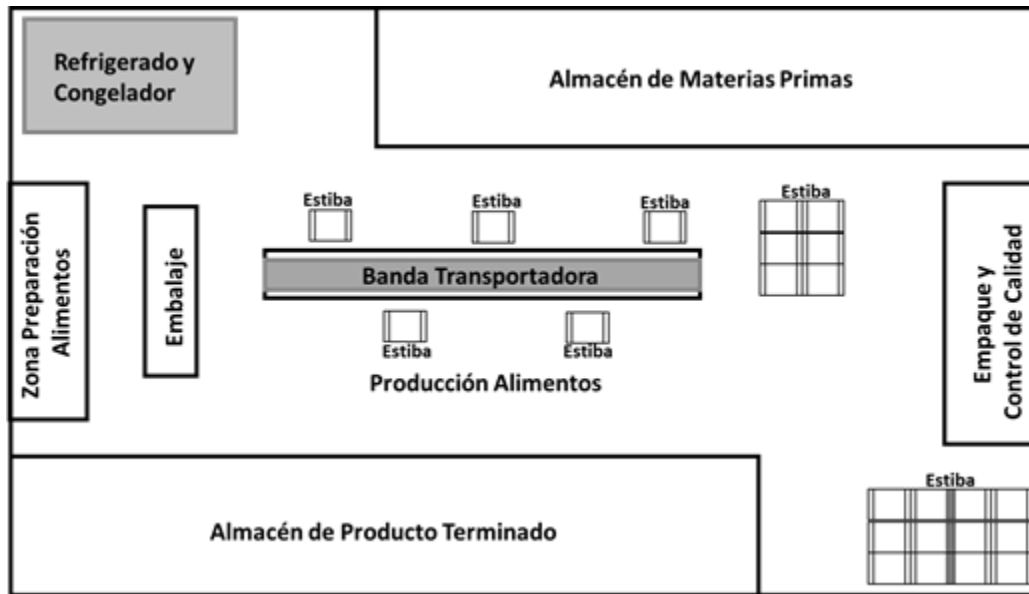 Refrigerado y
Congelador
Almacén de Materias Primas
Estiba
Estiba
Estiba
Estiba
Zona Preparación
Alimentos
Embalaje
Banda Transportadora
Empaque y
Control de Calidad
Estiba
Estiba
Producción Alimentos
Estiba
Almacén de Producto Terminado